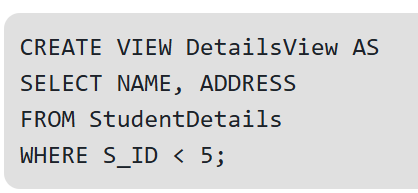 CREATE VIEW DetailsView AS
SELECT NAME, ADDRESS
FROM StudentDetails
WHERE S_ID < 5;